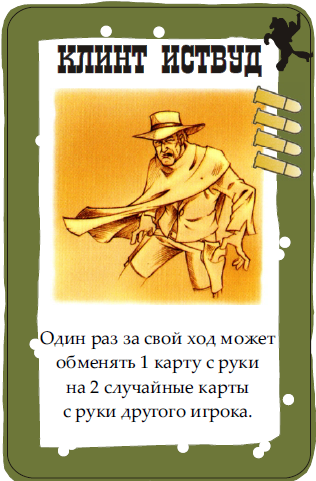 КЛИНТ ИСТВУД
Один раз за свой ход может
обменять 1 карту с руки
на 2 случайные карты
с руки другого игрока.